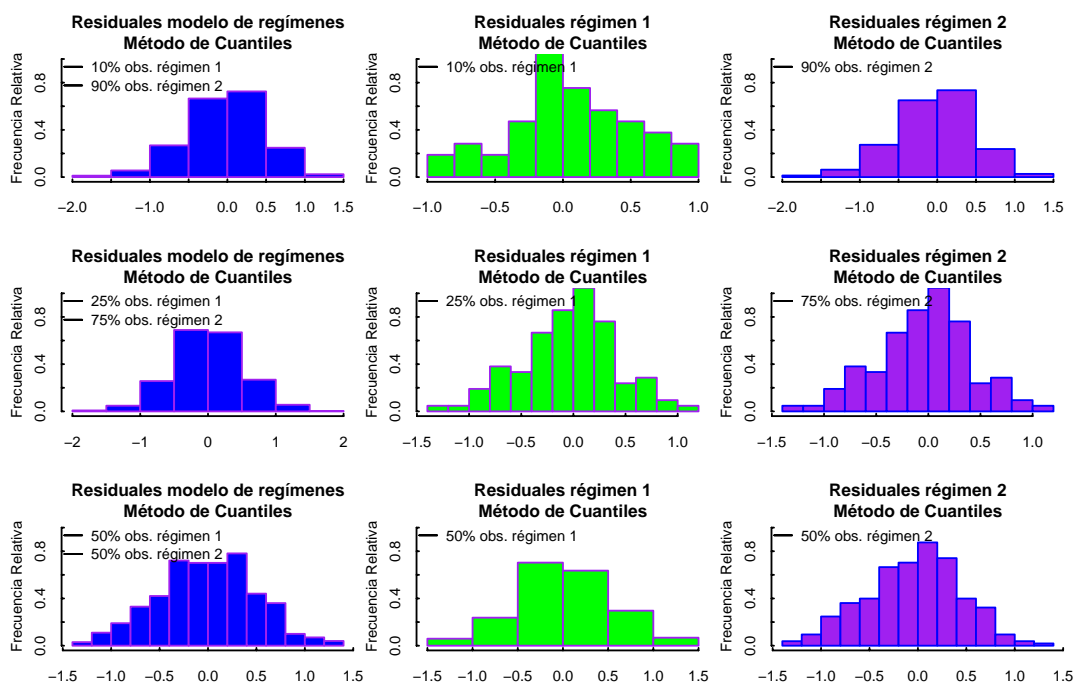 Residuales modelo de regímenes
Método de Cuantiles
10% obs. régimen 1
90% obs. régimen 2
Frecuencia Relativa
0.0 0.4 0.8
−2.0 −1.0 0.0 0.5 1.0 1.5
Residuales régimen 1
Método de Cuantiles
10% obs. régimen 1
Frecuencia Relativa
0.0 0.4 0.8
−1.0 −0.5 0.0 0.5 1.0
Residuales régimen 2
Método de Cuantiles
90% obs. régimen 2
Frecuencia Relativa
0.0 0.4 0.8
−2.0 −1.0 0.0 0.5 1.0 1.5
Residuales modelo de regímenes
Método de Cuantiles
25% obs. régimen 1
75% obs. régimen 2
Frecuencia Relativa
0.0 0.4 0.8
−2 −1 0 1 2
Residuales régimen 1
Método de Cuantiles
25% obs. régimen 1
Frecuencia Relativa
0.0 0.4 0.8
−1.5 −1.0 −0.5 0.0 0.5 1.0
Residuales régimen 2
Método de Cuantiles
75% obs. régimen 2
Frecuencia Relativa
0.0 0.4 0.8
−1.5 −1.0 −0.5 0.0 0.5 1.0
Residuales modelo de regímenes
Método de Cuantiles
50% obs. régimen 1
50% obs. régimen 2
Frecuencia Relativa
0.0 0.4 0.8
−1.5 −1.0 −0.5 0.0 0.5 1.0 1.5
Residuales régimen 1
Método de Cuantiles
50% obs. régimen 1
Frecuencia Relativa
0.0 0.4 0.8
−1.5 −1.0 −0.5 0.0 0.5 1.0 1.5
Residuales régimen 2
Método de Cuantiles
50% obs. régimen 2
Frecuencia Relativa
0.0 0.4 0.8
−1.5 −1.0 −0.5 0.0 0.5 1.0 1.5